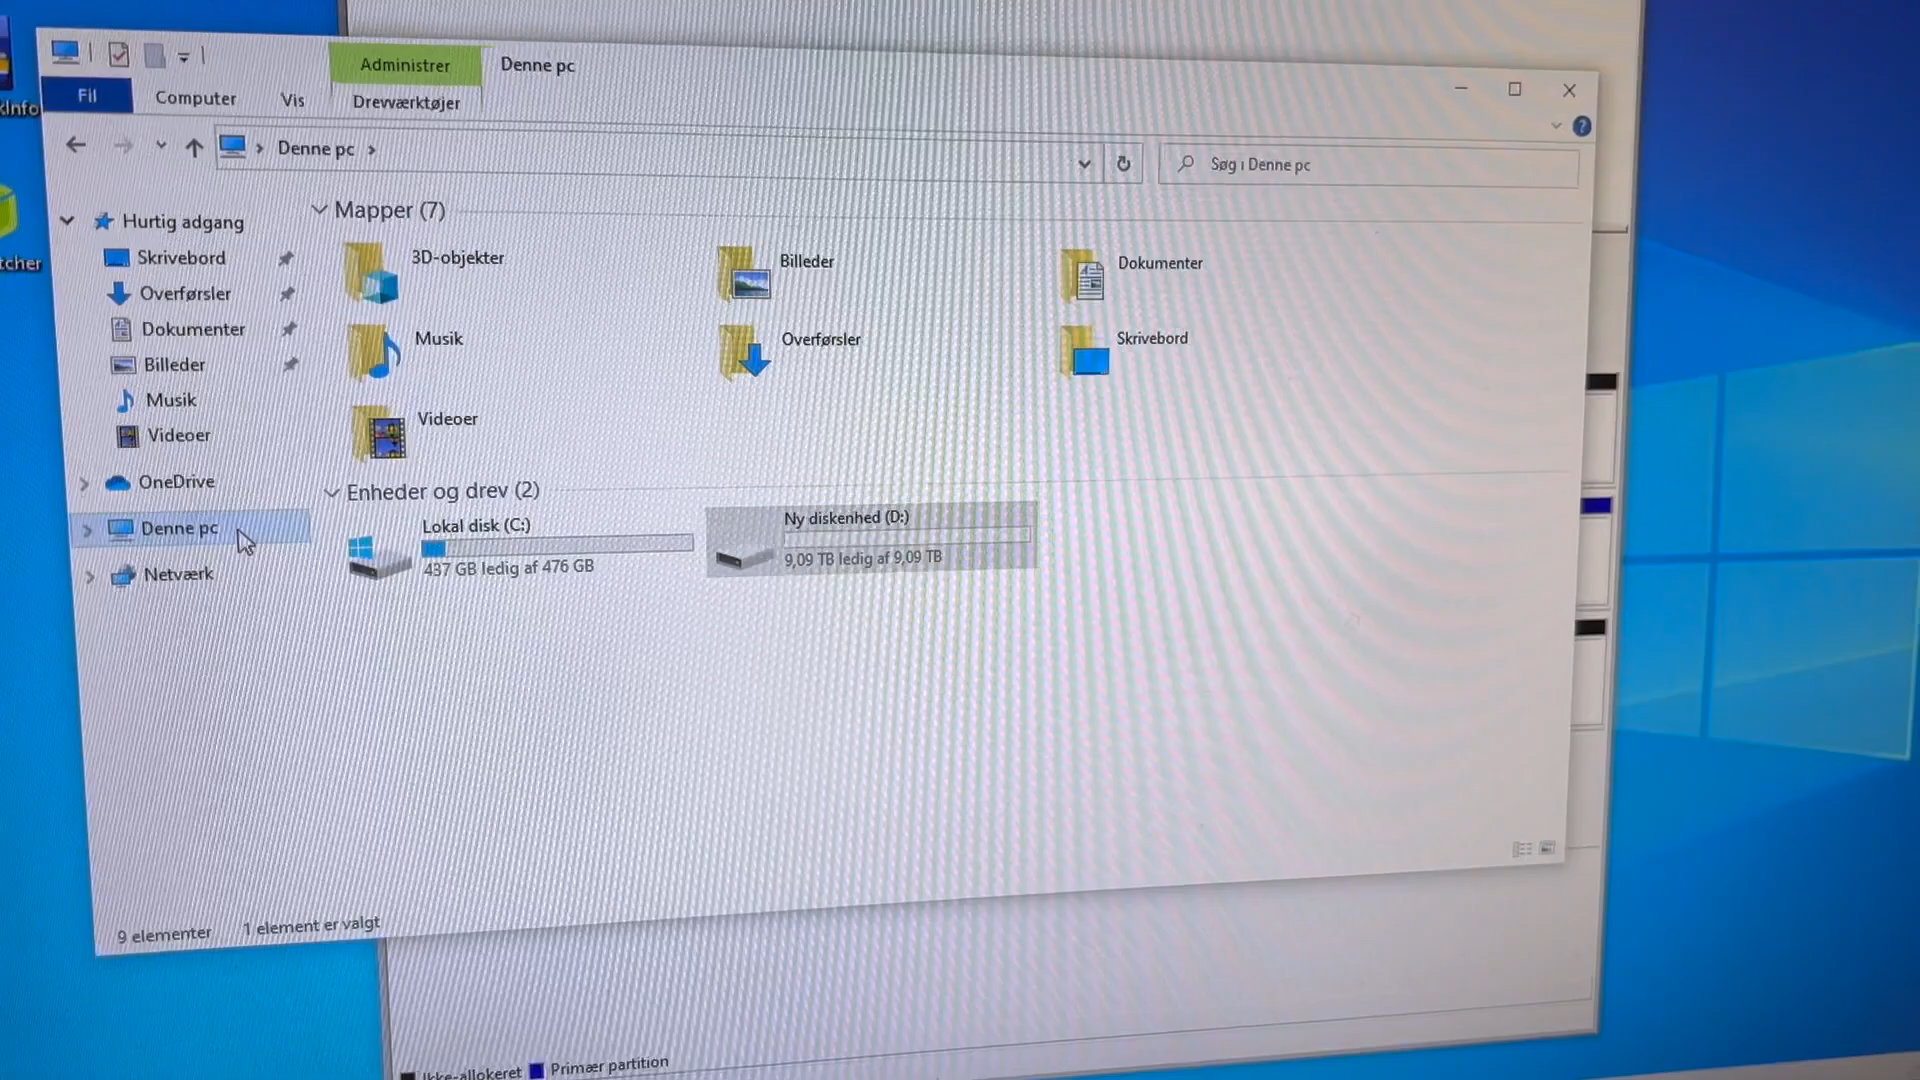 Administrer
Denne pc
Fil
Computer
Vis
Drevværktøjer
Denne pc
Søg i Denne pc
Hurtig adgang
Skrivebord
Overførsler
Dokumenter
Billeder
Musik
Videoer
OneDrive
Denne pc
Netværk
Mapper (7)
3D-objekter
Billeder
Dokumenter
Musik
Overførsler
Skrivebord
Videoer
Enheder og drev (2)
Lokal disk (C:)
437 GB ledig af 476 GB
Ny diskenhed (D:)
9,09 TB ledig af 9,09 TB
9 elementer
1 element er valgt
Ikke-allokeret
Primær partition